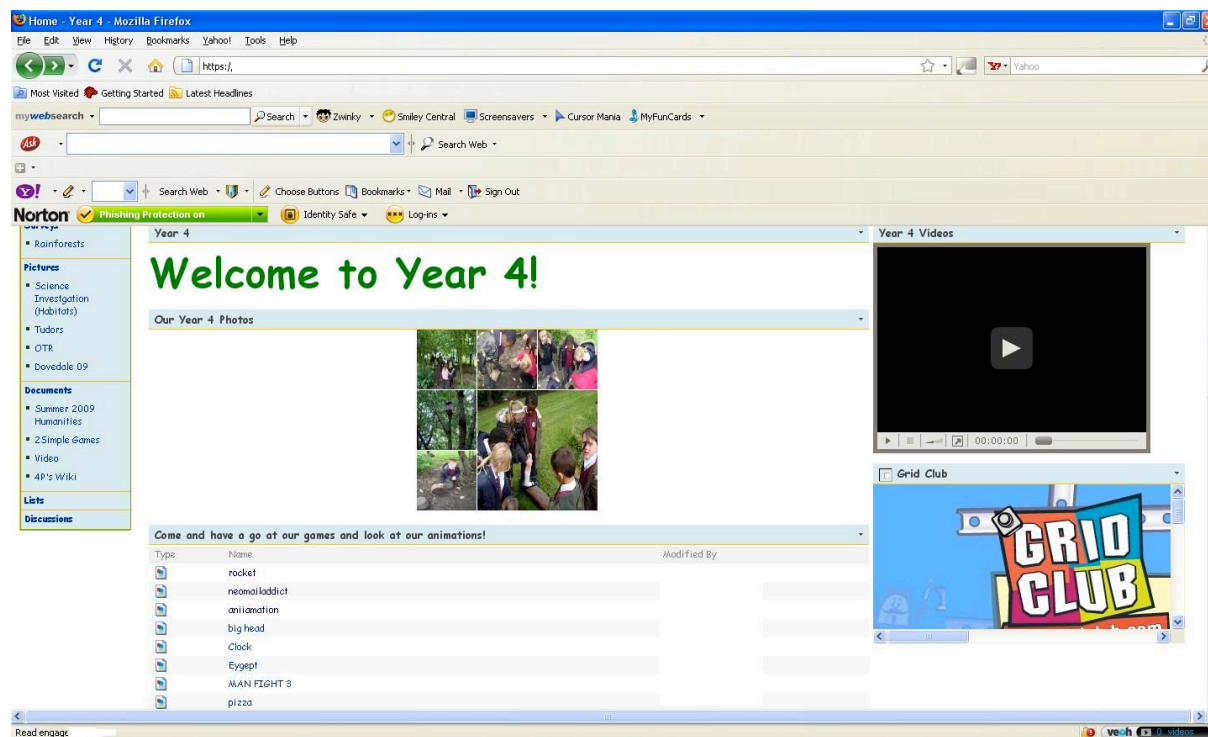 Home - Year 4 - Mozilla Firefox
File Edit View History Bookmarks Yahoo! Tools Help
https:/,
Yahoo
Most Visited Getting Started Latest Headlines
mywebsearch Search Zwinky Smiley Central Screensavers Cursor Mania MyFunCards
Ask Search Web
Y! Search Web Choose Buttons Bookmarks Mail Sign Out
Norton Phishing Protection on Identity Safe Log-ins
Surveys
Rainforests
Pictures
Science
Investgation
(Habitats)
Tudors
OTR
Dovedale 09
Documents
Summer 2009
Humanities
2Simple Games
Video
4P's Wiki
Lists
Discussions
Year 4
Welcome to Year 4!
Our Year 4 Photos
Come and have a go at our games and look at our animations!
Type Name Modified By
rocket
neomailaddict
aniiamation
big head
Clock
Eygept
MAN FIGHT 3
pizza
Year 4 Videos
00:00:00
Grid Club
GRID
CLUB
Read engage
veoh 0 videos